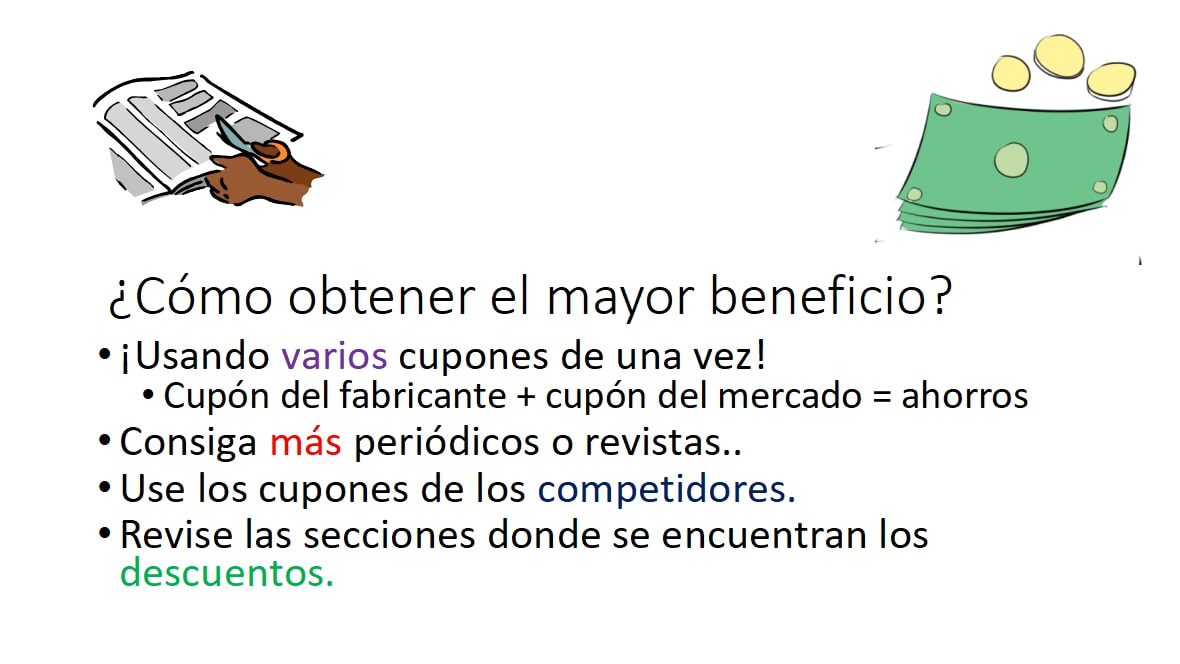 ¿Cómo obtener el mayor beneficio?
• ¡Usando varios cupones de una vez!
• Cupón del fabricante + cupón del mercado = ahorros
• Consiga más periódicos o revistas..
• Use los cupones de los competidores.
• Revise las secciones donde se encuentran los
descuentos.